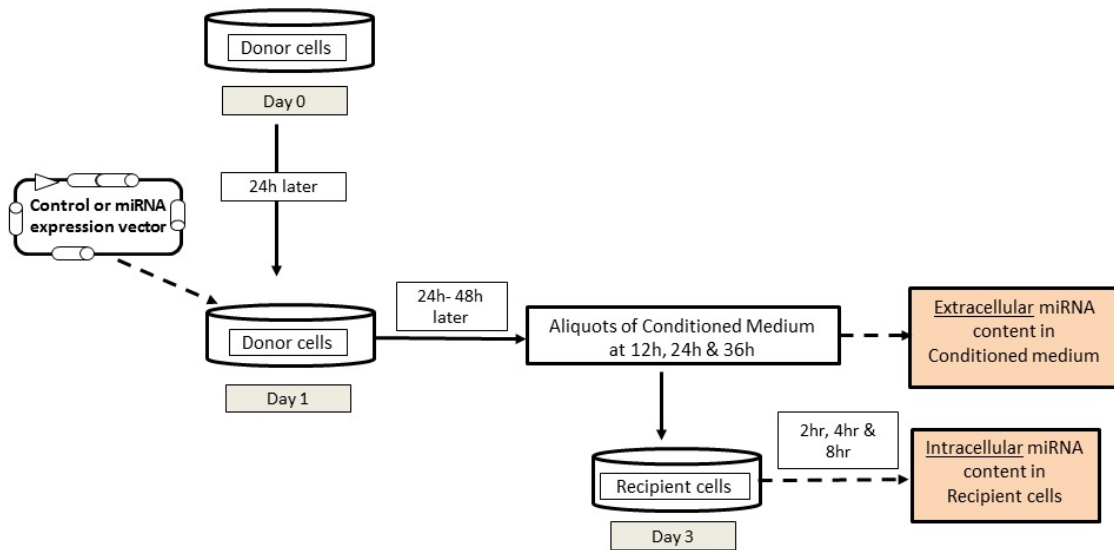 Donor cells
Day 0
24h later
Control or miRNA
expression vector
Donor cells
Day 1
24h- 48h
later
Aliquots of Conditioned Medium
at 12h, 24h & 36h
Extracellular miRNA
content in
Conditioned medium
Recipient cells
Day 3
2hr, 4hr &
8hr
Intracellular miRNA
content in
Recipient cells